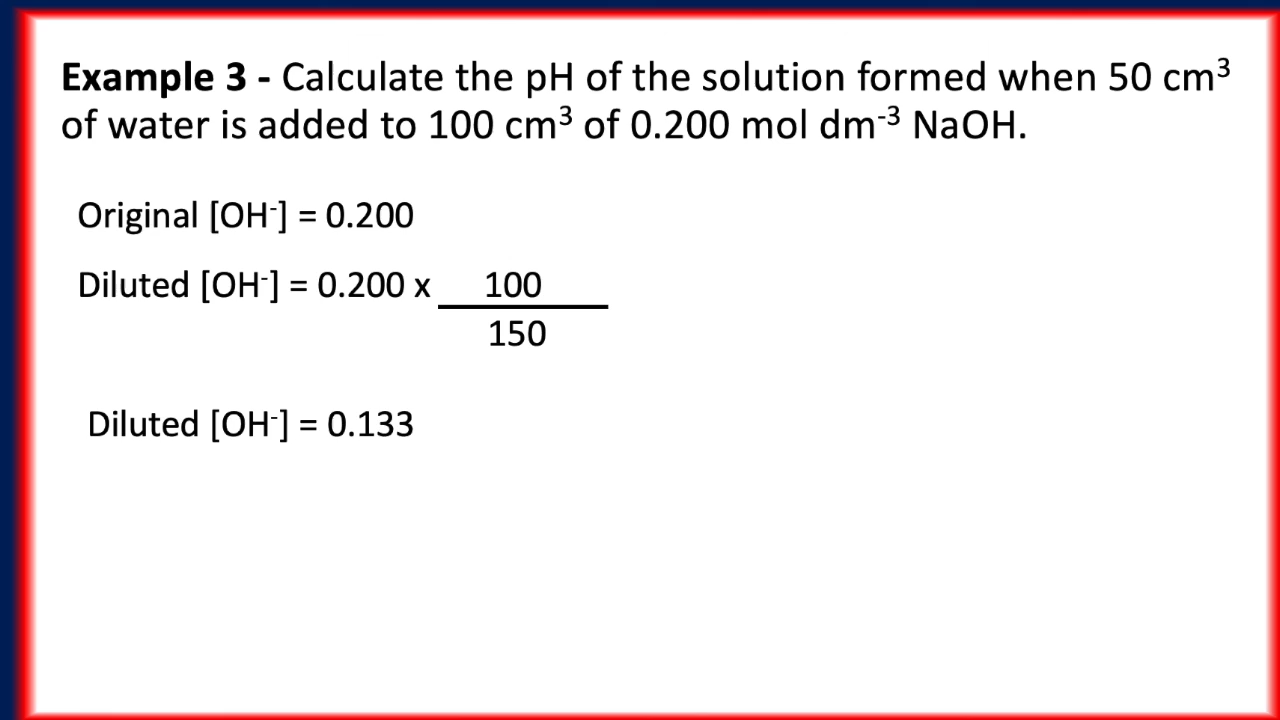 Example 3 - Calculate the pH of the solution formed when 50 cm³
of water is added to 100 cm³ of 0.200 mol dm⁻³ NaOH.
Original [OH⁻] = 0.200
Diluted [OH⁻] = 0.200 x 100
150
Diluted [OH⁻] = 0.133